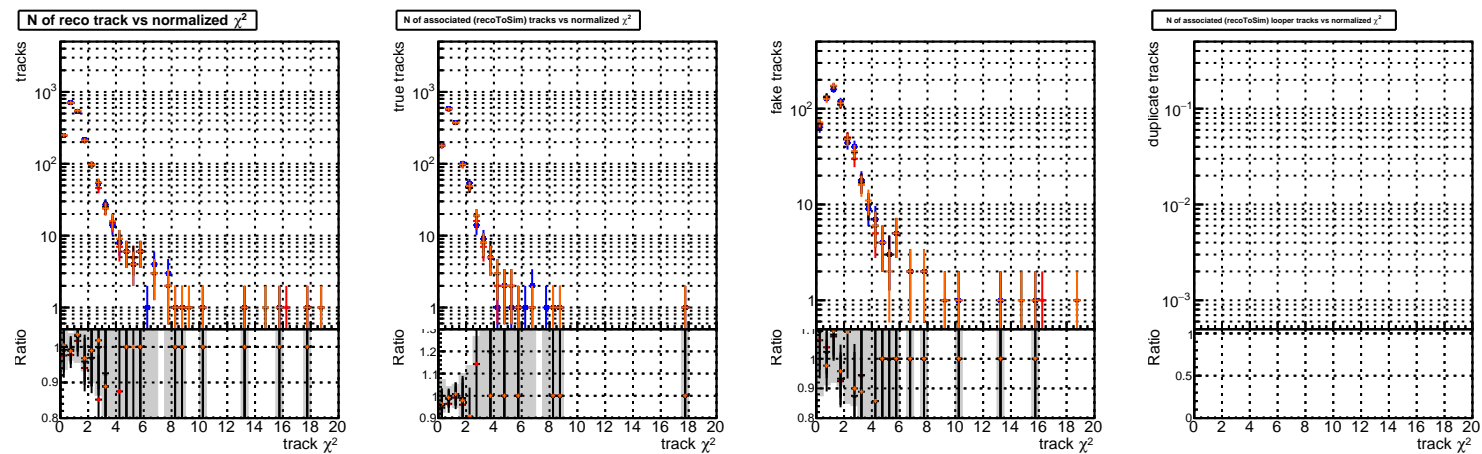 N of reco track vs normalized χ²
tracks
10³
10²
10
1
Ratio
1
0.9
0.8
0 2 4 6 8 10 12 14 16 18 20
track χ²
N of associated (recoToSim) tracks vs normalized χ²
true tracks
10³
10²
10
1
Ratio
1.3
1.2
1.1
1
0.9
0 2 4 6 8 10 12 14 16 18 20
track χ²
fake tracks
10²
10
1
Ratio
1.1
1
0.9
0.8
0 2 4 6 8 10 12 14 16 18 20
track χ²
N of associated (recoToSim) looper tracks vs normalized χ²
duplicate tracks
10⁻¹
10⁻²
10⁻³
Ratio
1
0.5
0
0 2 4 6 8 10 12 14 16 18 20
track χ²